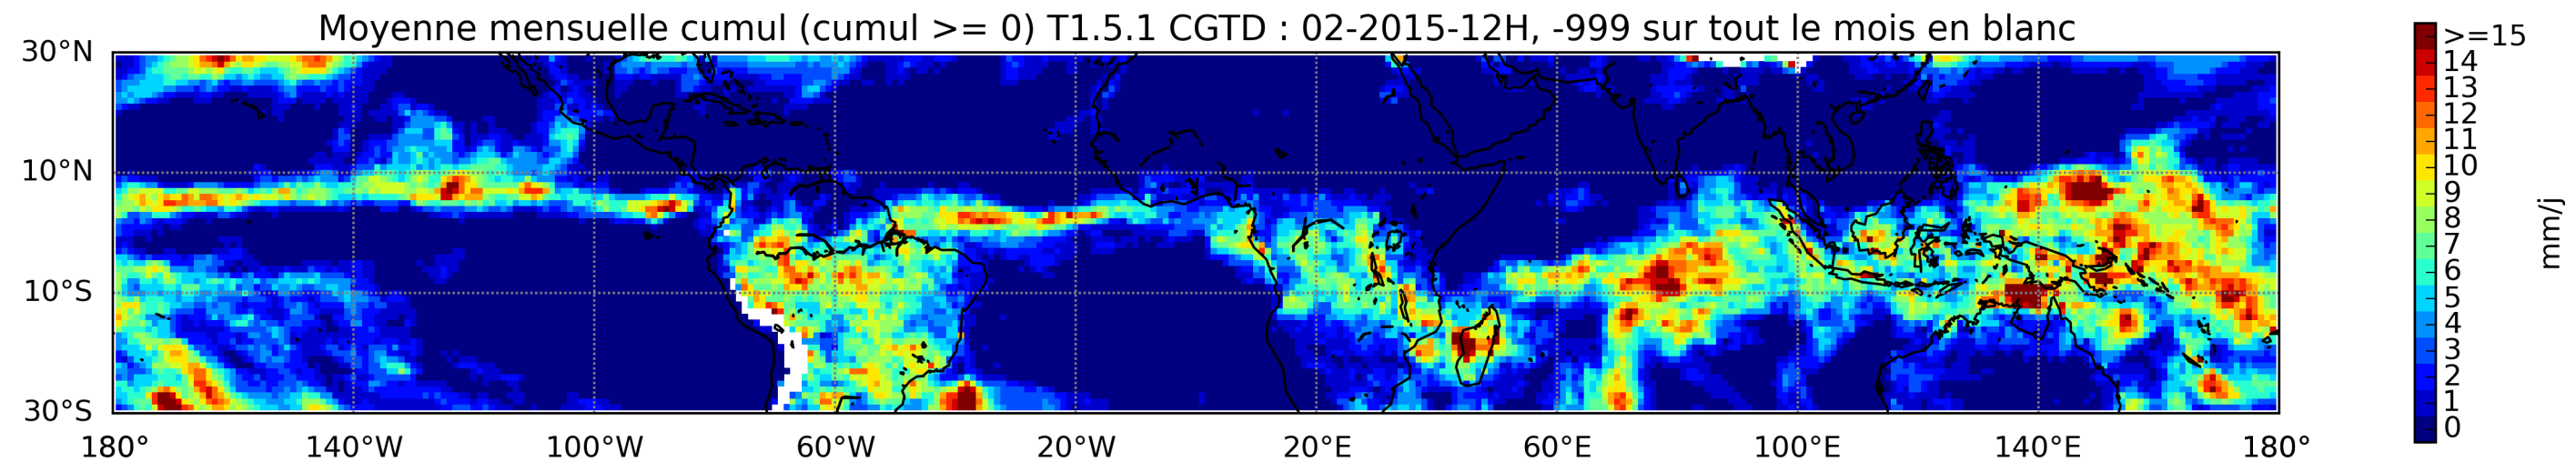 Moyenne mensuelle cumul (cumul >= 0) T1.5.1 CGTD : 02-2015-12H, -999 sur tout le mois en blanc
30°N
10°N
10°S
30°S
180° 140°W 100°W 60°W 20°W 20°E 60°E 100°E 140°E 180°
>=15
14
13
12
11
10
9
8
7
6
5
4
3
2
1
0
mm/j